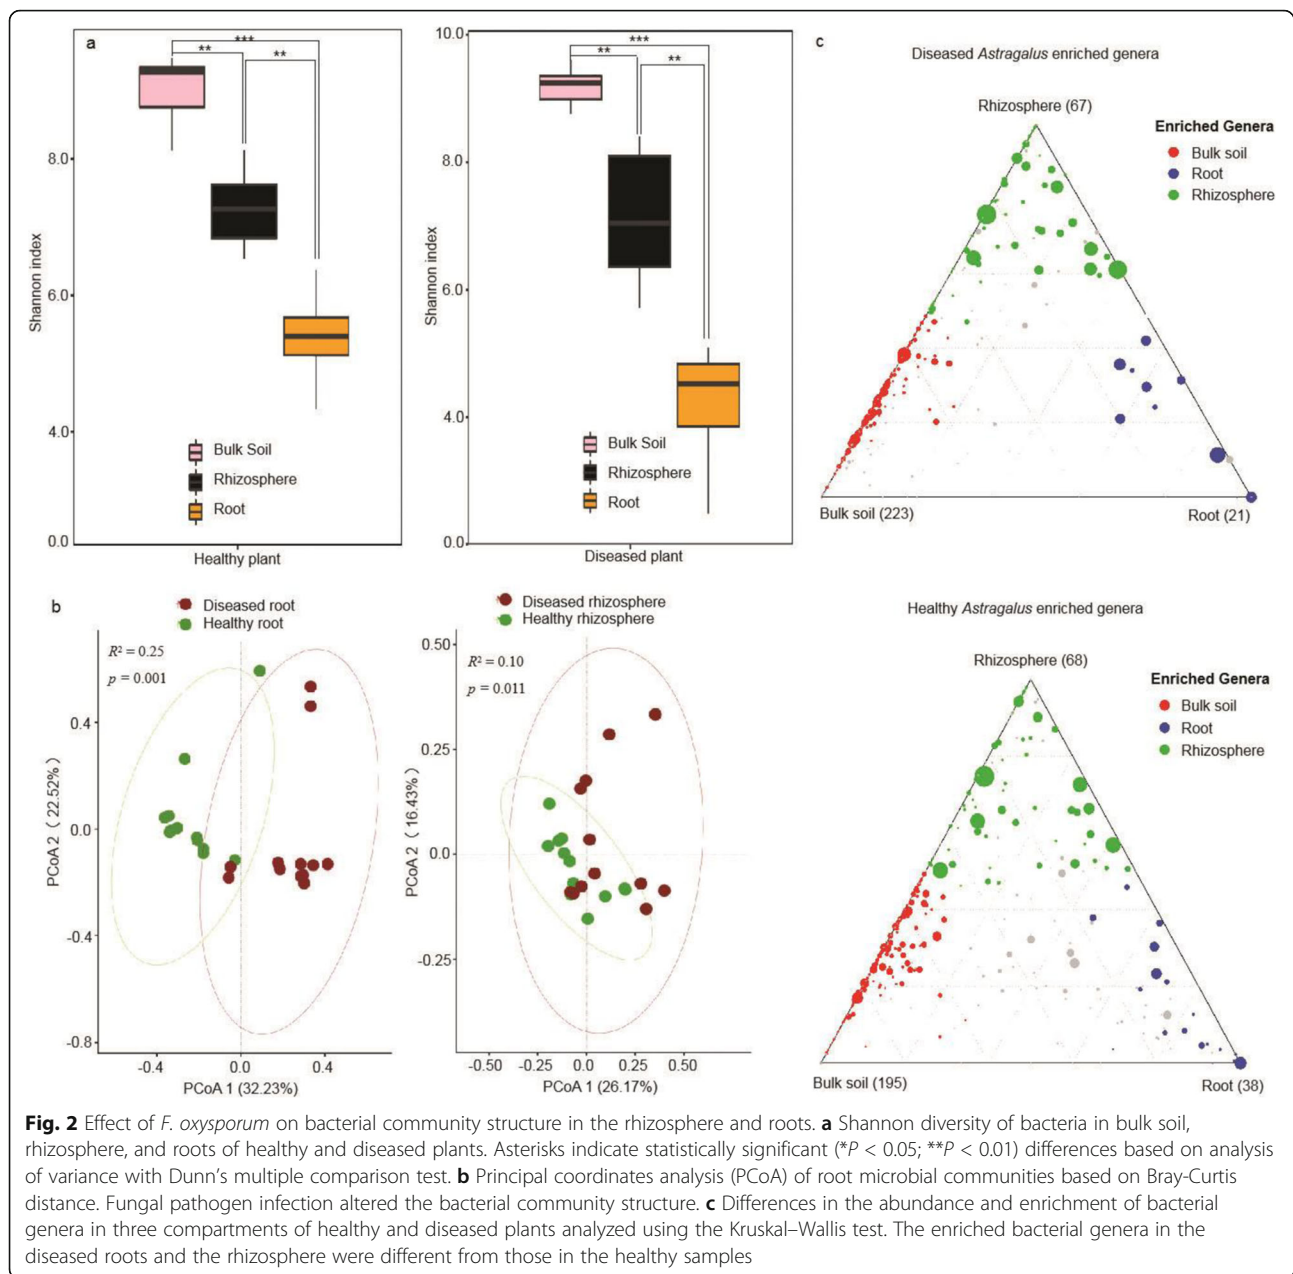 a
Shannon index
8.0
6.0
4.0
0.0
***
**
**
Bulk Soil
Rhizosphere
Root
Healthy plant
Shannon index
10.0
8.0
6.0
4.0
0.0
***
**
**
Bulk Soil
Rhizosphere
Root
Diseased plant
b
Diseased root
Healthy root
R² = 0.25
p = 0.001
PCoA 2 (22.52%)
0.4
0.0
-0.4
-0.8
-0.4
0.0
0.4
PCoA 1 (32.23%)
Diseased rhizosphere
Healthy rhizosphere
R² = 0.10
p = 0.011
PCoA 2 (16.43%)
0.50
0.25
0.0
-0.25
-0.50
-0.25
0.0
0.25
0.50
PCoA 1 (26.17%)
c
Diseased Astragalus enriched genera
Rhizosphere (67)
Enriched Genera
Bulk soil
Root
Rhizosphere
Bulk soil (223)
Root (21)
Healthy Astragalus enriched genera
Rhizosphere (68)
Enriched Genera
Bulk soil
Root
Rhizosphere
Bulk soil (195)
Root (38)
Fig. 2 Effect of F. oxysporum on bacterial community structure in the rhizosphere and roots. a Shannon diversity of bacteria in bulk soil,
rhizosphere, and roots of healthy and diseased plants. Asterisks indicate statistically significant (*P < 0.05; **P < 0.01) differences based on analysis
of variance with Dunn's multiple comparison test. b Principal coordinates analysis (PCoA) of root microbial communities based on Bray-Curtis
distance. Fungal pathogen infection altered the bacterial community structure. c Differences in the abundance and enrichment of bacterial
genera in three compartments of healthy and diseased plants analyzed using the Kruskal–Wallis test. The enriched bacterial genera in the
diseased roots and the rhizosphere were different from those in the healthy samples